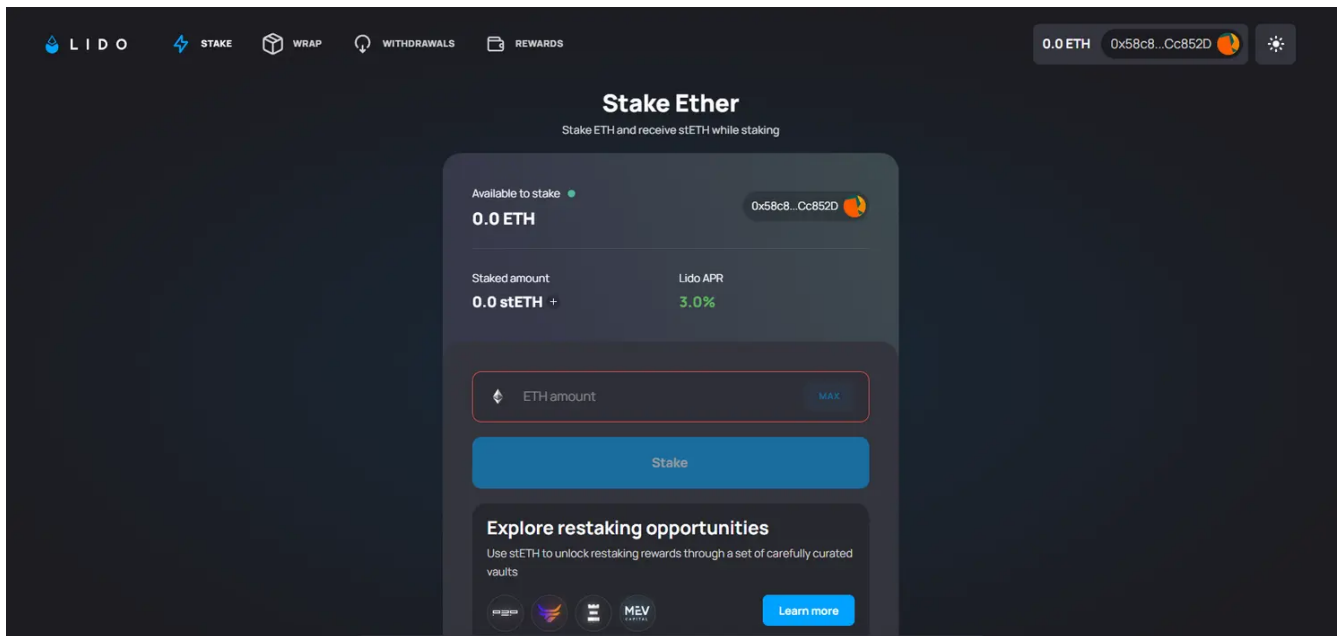 LIDO
STAKE
WRAP
WITHDRAWALS
REWARDS
0.0 ETH
0x58c8...Cc852D
Stake Ether
Stake ETH and receive stETH while staking
Available to stake
0.0 ETH
0x58c8...Cc852D
Staked amount
Lido APR
0.0 stETH +
3.0%
ETH amount
MAX
Stake
Explore restaking opportunities
Use stETH to unlock restaking rewards through a set of carefully curated
vaults
P2P
MEV
CAPITAL
Learn more